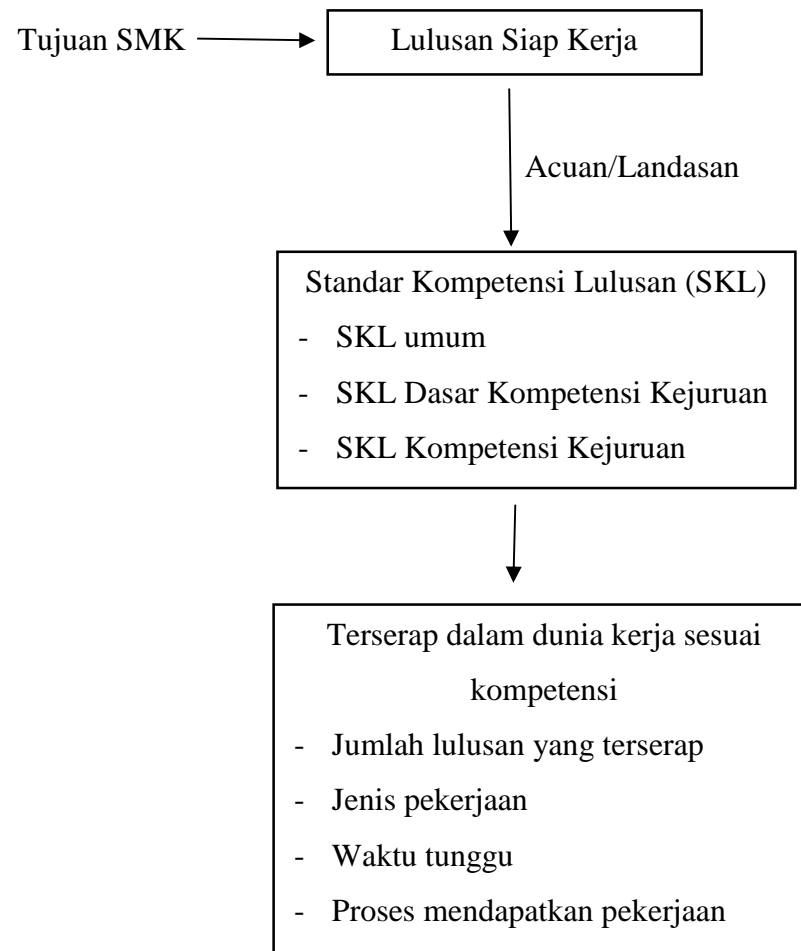 Tujuan SMK
Lulusan Siap Kerja
Acuan/Landasan
Standar Kompetensi Lulusan (SKL)
- SKL umum
- SKL Dasar Kompetensi Kejuruan
- SKL Kompetensi Kejuruan
Terserap dalam dunia kerja sesuai
kompetensi
- Jumlah lulusan yang terserap
- Jenis pekerjaan
- Waktu tunggu
- Proses mendapatkan pekerjaan